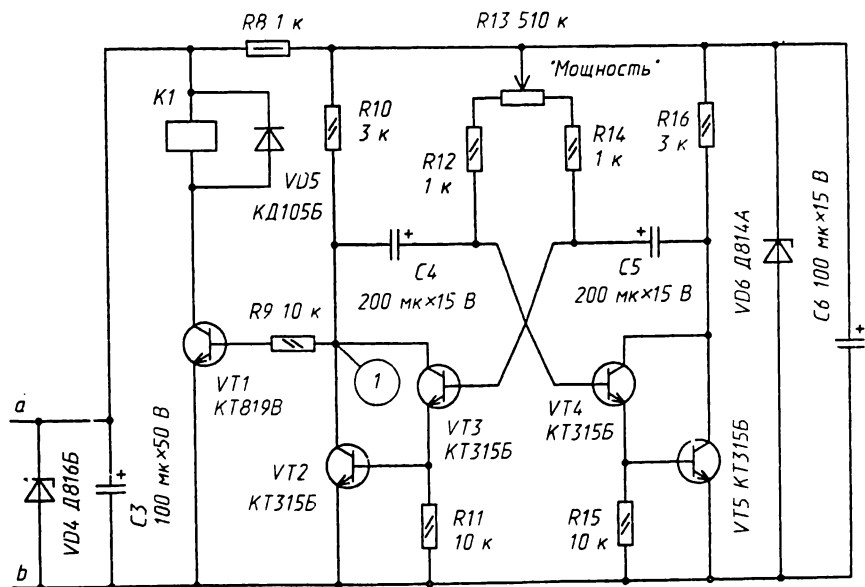 R8 1 к
R13 510 к
"Мощность"
K1
R10
3 к
R12
1 к
R14
1 к
R16
3 к
VD5
КД105Б
C4
200 мк×15 В
C5
200 мк×15 В
VD6 Д814А
C6 100 мк×15 В
R9 10 к
1
VT1
КТ819В
VT3
КТ315Б
VT4
КТ315Б
a
VD4 Д816Б
C3
100 мк×50 В
VT2
КТ315Б
R11
10 к
R15
10 к
VT5 КТ315Б
b